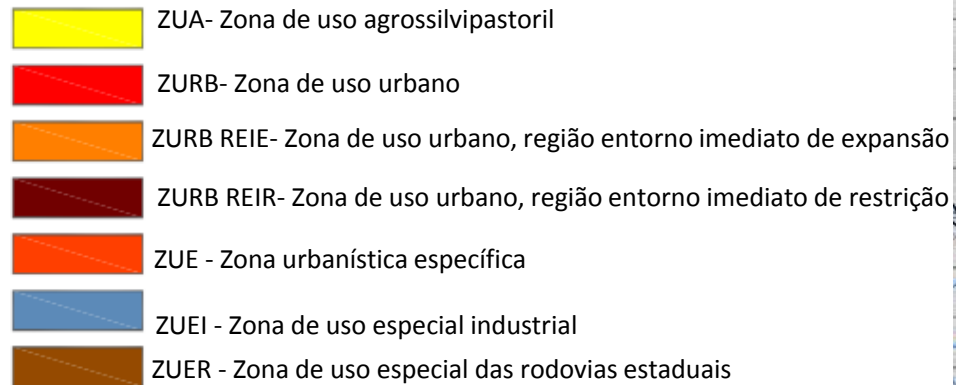 ZUA- Zona de uso agrossilvipastoril
ZURB- Zona de uso urbano
ZURB REIE- Zona de uso urbano, região entorno imediato de expansão
ZURB REIR- Zona de uso urbano, região entorno imediato de restrição
ZUE - Zona urbanística específica
ZUEI - Zona de uso especial industrial
ZUER - Zona de uso especial das rodovias estaduais